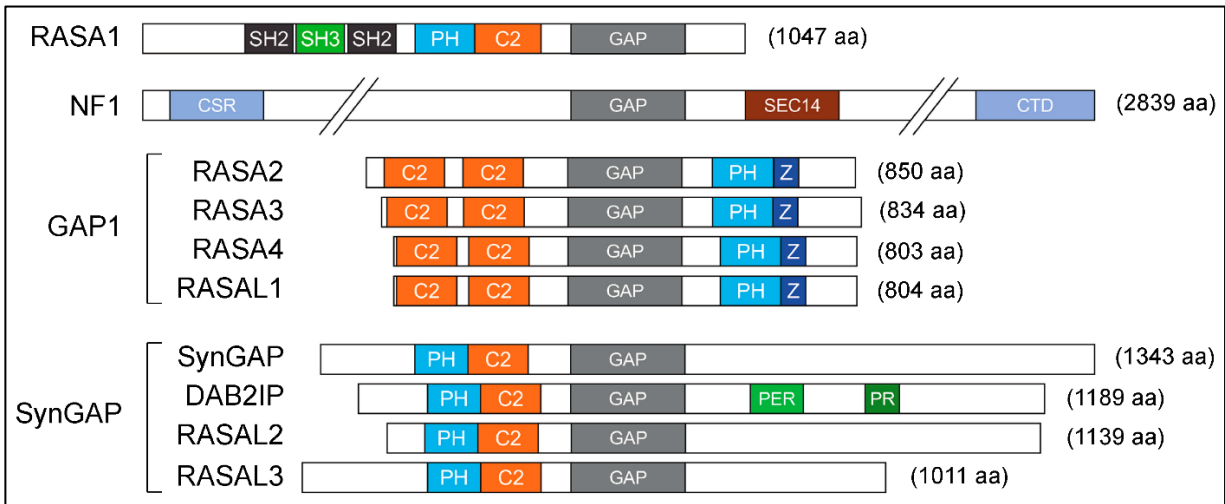 RASA1 SH2 SH3 SH2 PH C2 GAP (1047 aa)
NF1 CSR GAP SEC14 CTD (2839 aa)
RASA2 C2 C2 GAP PH Z (850 aa)
RASA3 C2 C2 GAP PH Z (834 aa)
GAP1
RASA4 C2 C2 GAP PH Z (803 aa)
RASAL1 C2 C2 GAP PH Z (804 aa)
SynGAP PH C2 GAP (1343 aa)
DAB2IP PH C2 GAP PER PR (1189 aa)
SynGAP
RASAL2 PH C2 GAP (1139 aa)
RASAL3 PH C2 GAP (1011 aa)